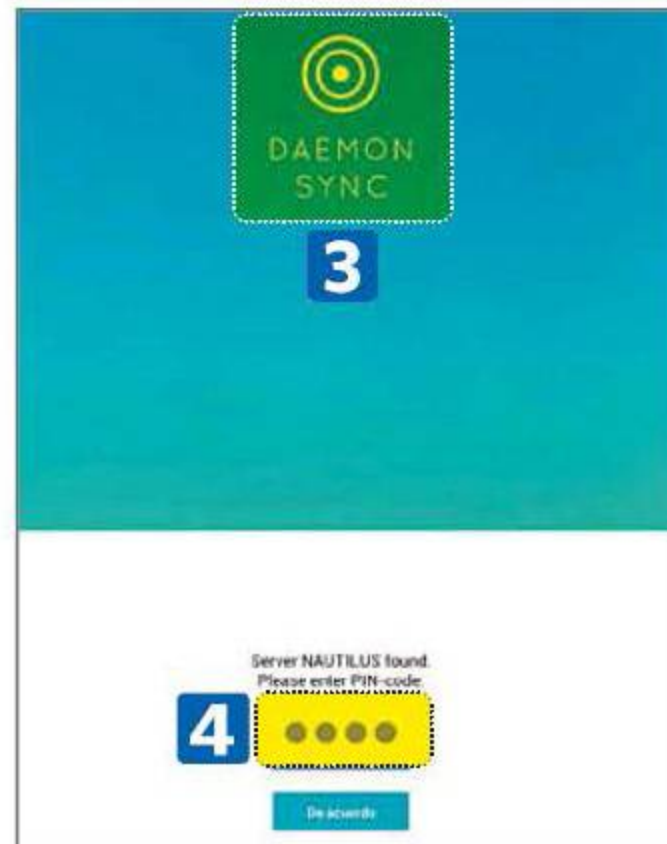 DAEMON
SYNC
3
Server NAUTILUS found.
Please enter PIN-code.
4
De acuerdo